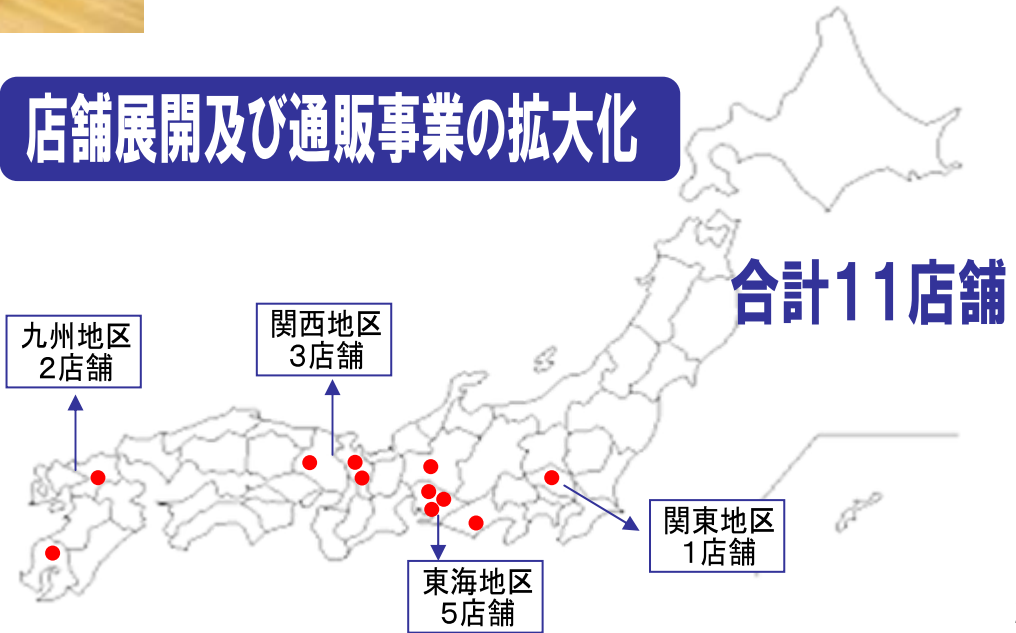 店舗展開及び通販事業の拡大化
合計11店舗
九州地区
2店舗
関西地区
3店舗
関東地区
1店舗
東海地区
5店舗